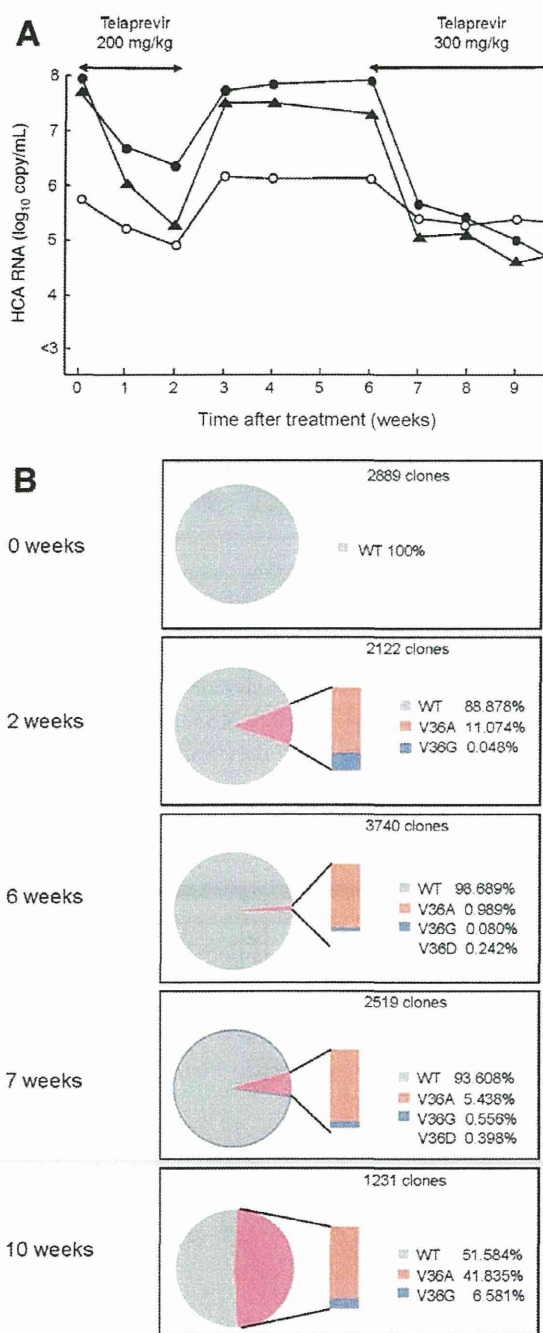 A
Telaprevir
200 mg/kg
Telaprevir
300 mg/kg
HCA RNA (log10 copy/mL)
8
7
6
5
4
<3
0 1 2 3 4 5 6 7 8 9
Time after treatment (weeks)
B
0 weeks
2889 clones
WT 100%
2 weeks
2122 clones
WT 88.878%
V36A 11.074%
V36G 0.048%
6 weeks
3740 clones
WT 98.689%
V36A 0.989%
V36G 0.080%
V36D 0.242%
7 weeks
2519 clones
WT 93.608%
V36A 5.438%
V36G 0.556%
V36D 0.398%
10 weeks
1231 clones
WT 51.584%
V36A 41.835%
V36G 6.581%